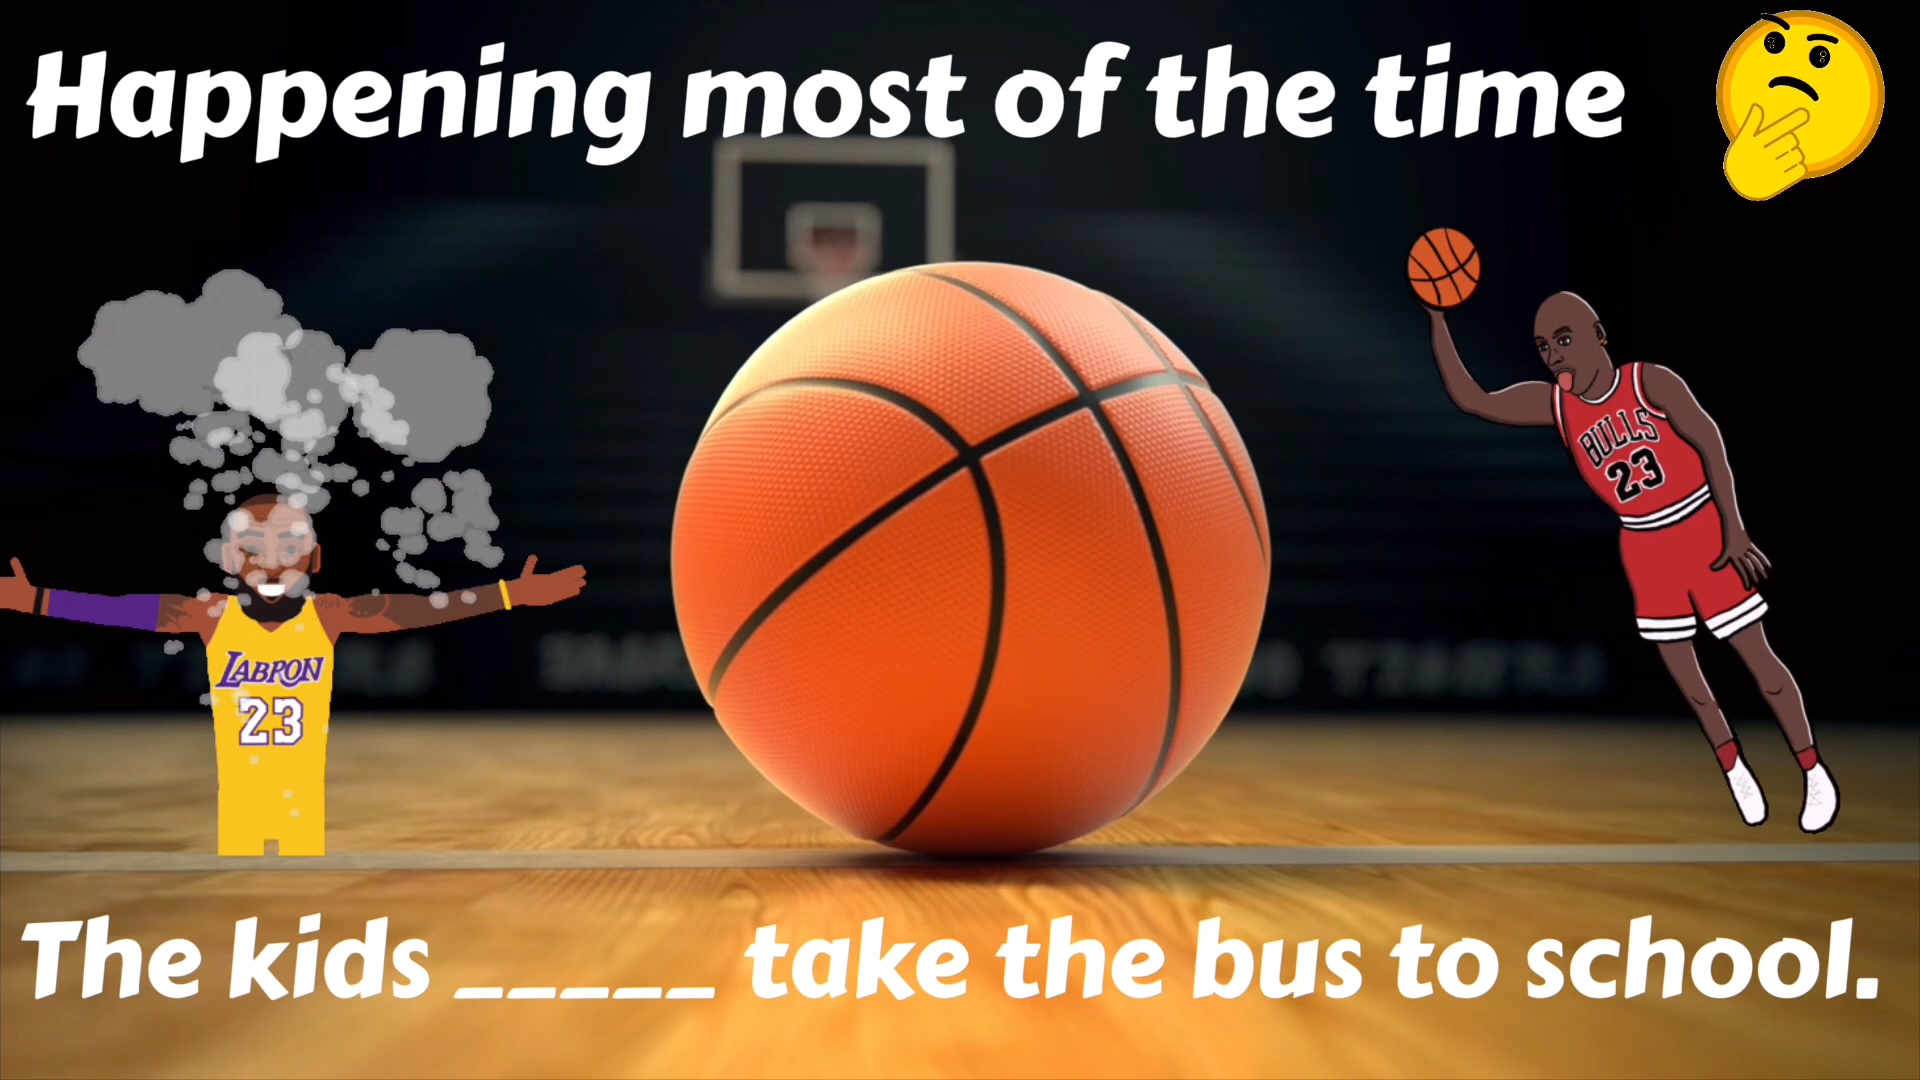 Happening most of the time
BULLS
23
LABRON
23
The kids _____ take the bus to school.